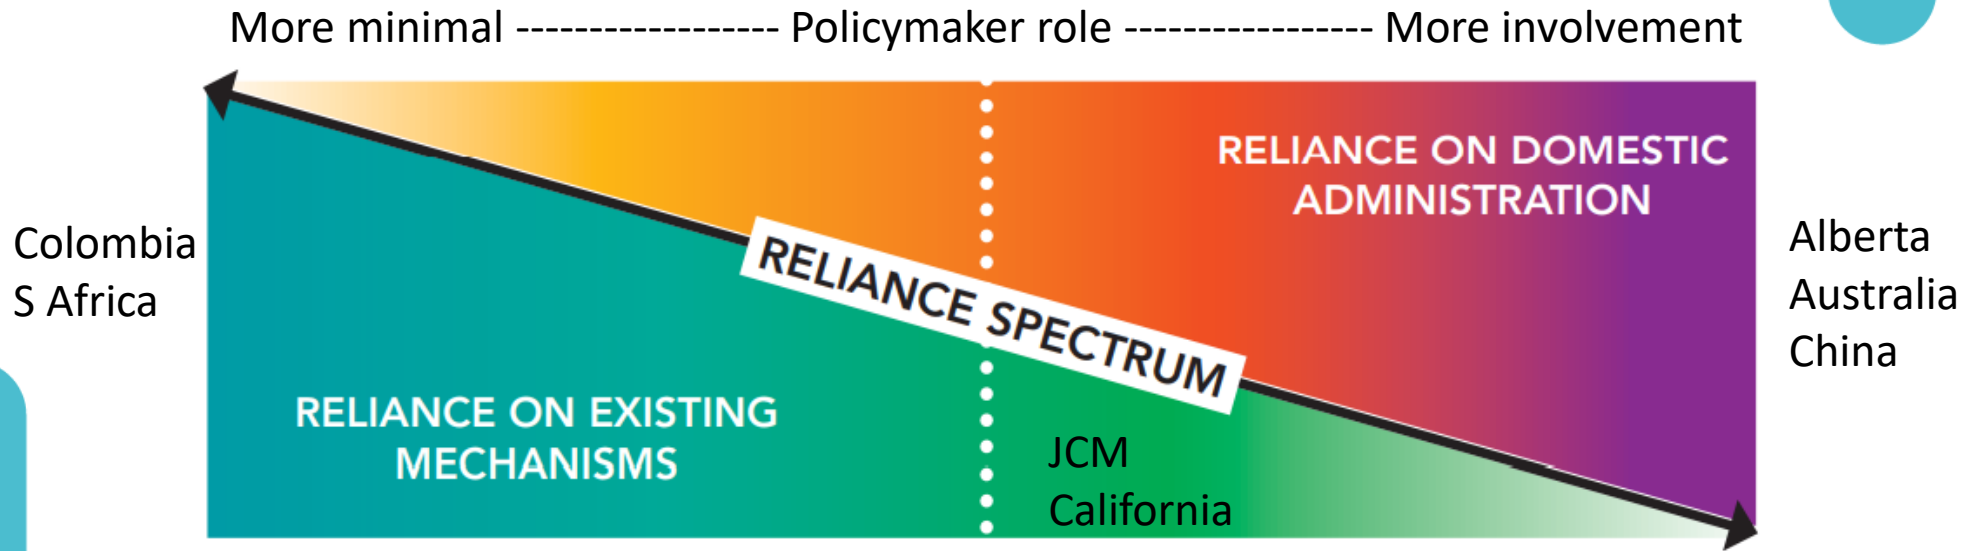 More minimal ------------------ Policymaker role ----------------- More involvement
RELIANCE ON DOMESTIC
ADMINISTRATION
Colombia
S Africa
Alberta
Australia
China
RELIANCE SPECTRUM
RELIANCE ON EXISTING
MECHANISMS
JCM
California